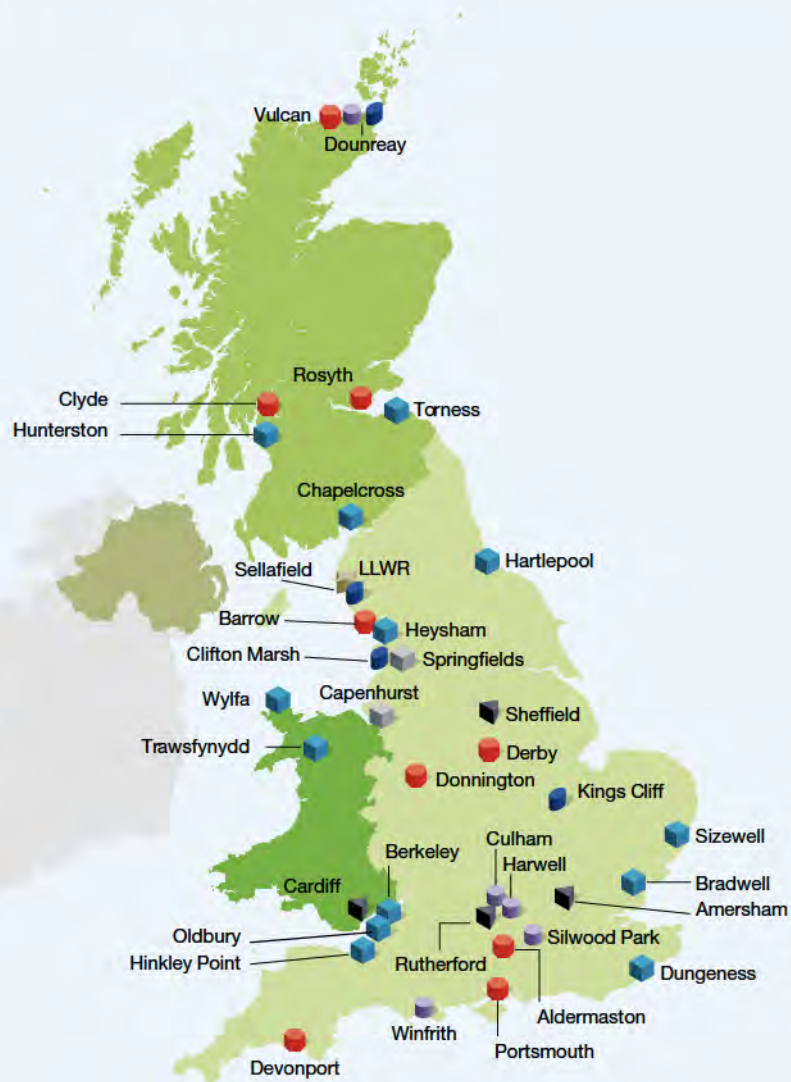 Vulcan
Dounreay
Rosyth
Clyde
Torness
Hunterston
Chapelcross
Hartlepool
Sellafield
LLWR
Barrow
Heysham
Clifton Marsh
Springfields
Capenhurst
Wylfa
Sheffield
Trawsfynydd
Derby
Donnington
Kings Cliff
Sizewell
Culham
Berkeley
Harwell
Cardiff
Bradwell
Amersham
Oldbury
Silwood Park
Hinkley Point
Rutherford
Dungeness
Aldermaston
Winfrith
Portsmouth
Devonport